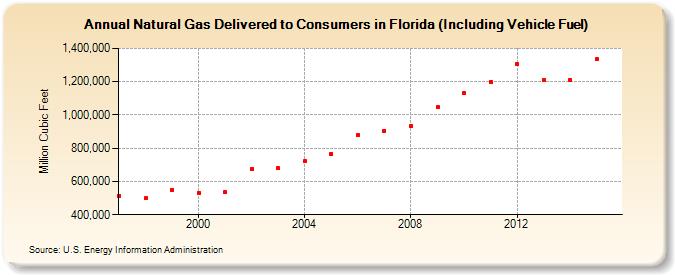 Annual Natural Gas Delivered to Consumers in Florida (Including Vehicle Fuel)
Million Cubic Feet
1,400,000
1,200,000
1,000,000
800,000
600,000
400,000
2000 2004 2008 2012
Source: U.S. Energy Information Administration